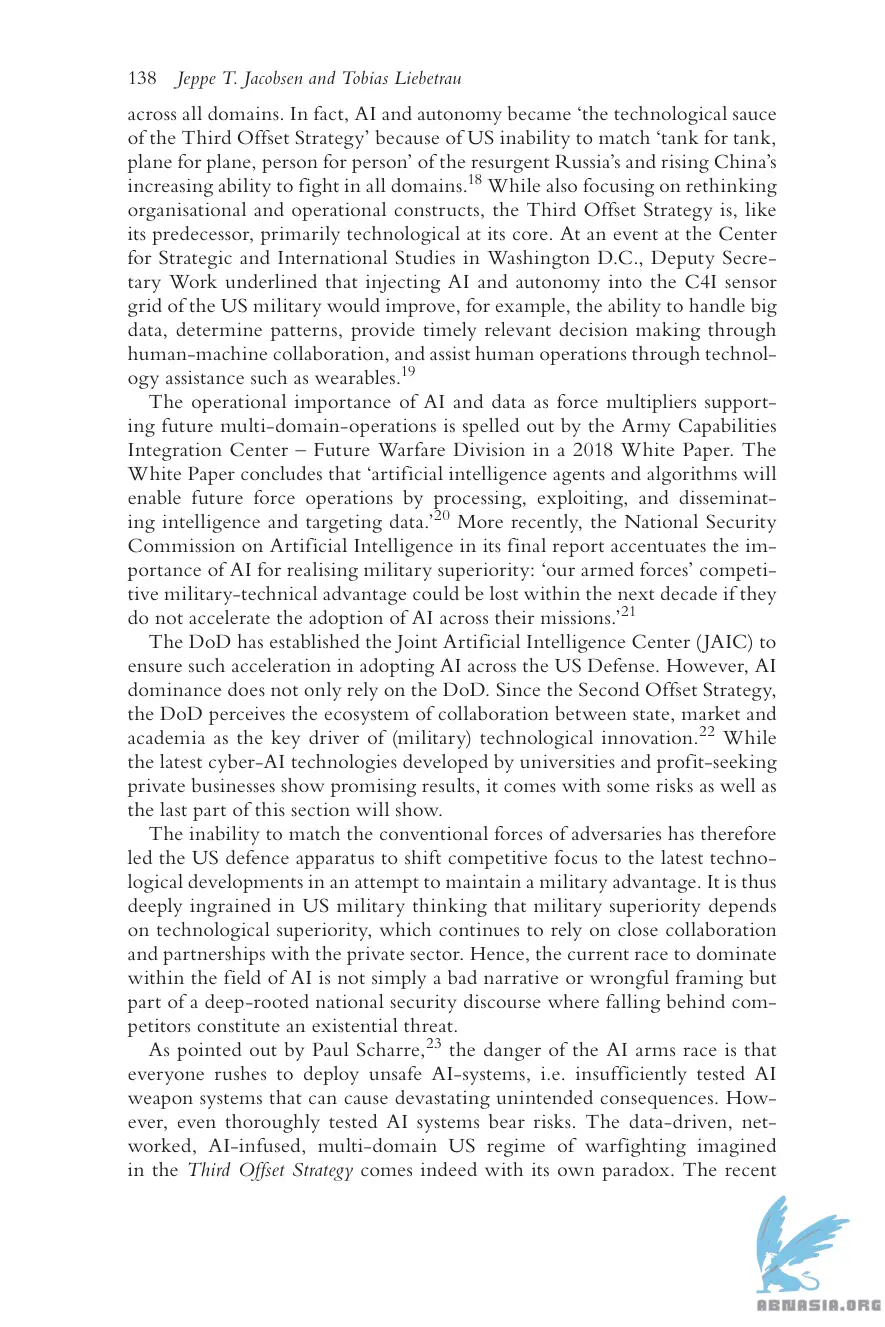 138 Jeppe T. Jacobsen and Tobias Liebetrau
across all domains. In fact, AI and autonomy became ‘the technological sauce
of the Third Offset Strategy’ because of US inability to match ‘tank for tank,
plane for plane, person for person’ of the resurgent Russia’s and rising China’s
increasing ability to fight in all domains.18 While also focusing on rethinking
organisational and operational constructs, the Third Offset Strategy is, like
its predecessor, primarily technological at its core. At an event at the Center
for Strategic and International Studies in Washington D.C., Deputy Secre-
tary Work underlined that injecting AI and autonomy into the C4I sensor
grid of the US military would improve, for example, the ability to handle big
data, determine patterns, provide timely relevant decision making through
human-machine collaboration, and assist human operations through technol-
ogy assistance such as wearables.19
The operational importance of AI and data as force multipliers support-
ing future multi-domain-operations is spelled out by the Army Capabilities
Integration Center – Future Warfare Division in a 2018 White Paper. The
White Paper concludes that ‘artificial intelligence agents and algorithms will
enable future force operations by processing, exploiting, and disseminat-
ing intelligence and targeting data.’20 More recently, the National Security
Commission on Artificial Intelligence in its final report accentuates the im-
portance of AI for realising military superiority: ‘our armed forces’ competi-
tive military-technical advantage could be lost within the next decade if they
do not accelerate the adoption of AI across their missions.’21
The DoD has established the Joint Artificial Intelligence Center (JAIC) to
ensure such acceleration in adopting AI across the US Defense. However, AI
dominance does not only rely on the DoD. Since the Second Offset Strategy,
the DoD perceives the ecosystem of collaboration between state, market and
academia as the key driver of (military) technological innovation.22 While
the latest cyber-AI technologies developed by universities and profit-seeking
private businesses show promising results, it comes with some risks as well as
the last part of this section will show.
The inability to match the conventional forces of adversaries has therefore
led the US defence apparatus to shift competitive focus to the latest techno-
logical developments in an attempt to maintain a military advantage. It is thus
deeply ingrained in US military thinking that military superiority depends
on technological superiority, which continues to rely on close collaboration
and partnerships with the private sector. Hence, the current race to dominate
within the field of AI is not simply a bad narrative or wrongful framing but
part of a deep-rooted national security discourse where falling behind com-
petitors constitute an existential threat.
As pointed out by Paul Scharre,23 the danger of the AI arms race is that
everyone rushes to deploy unsafe AI-systems, i.e. insufficiently tested AI
weapon systems that can cause devastating unintended consequences. How-
ever, even thoroughly tested AI systems bear risks. The data-driven, net-
worked, AI-infused, multi-domain US regime of warfighting imagined
in the Third Offset Strategy comes indeed with its own paradox. The recent
ABNASIA.ORG